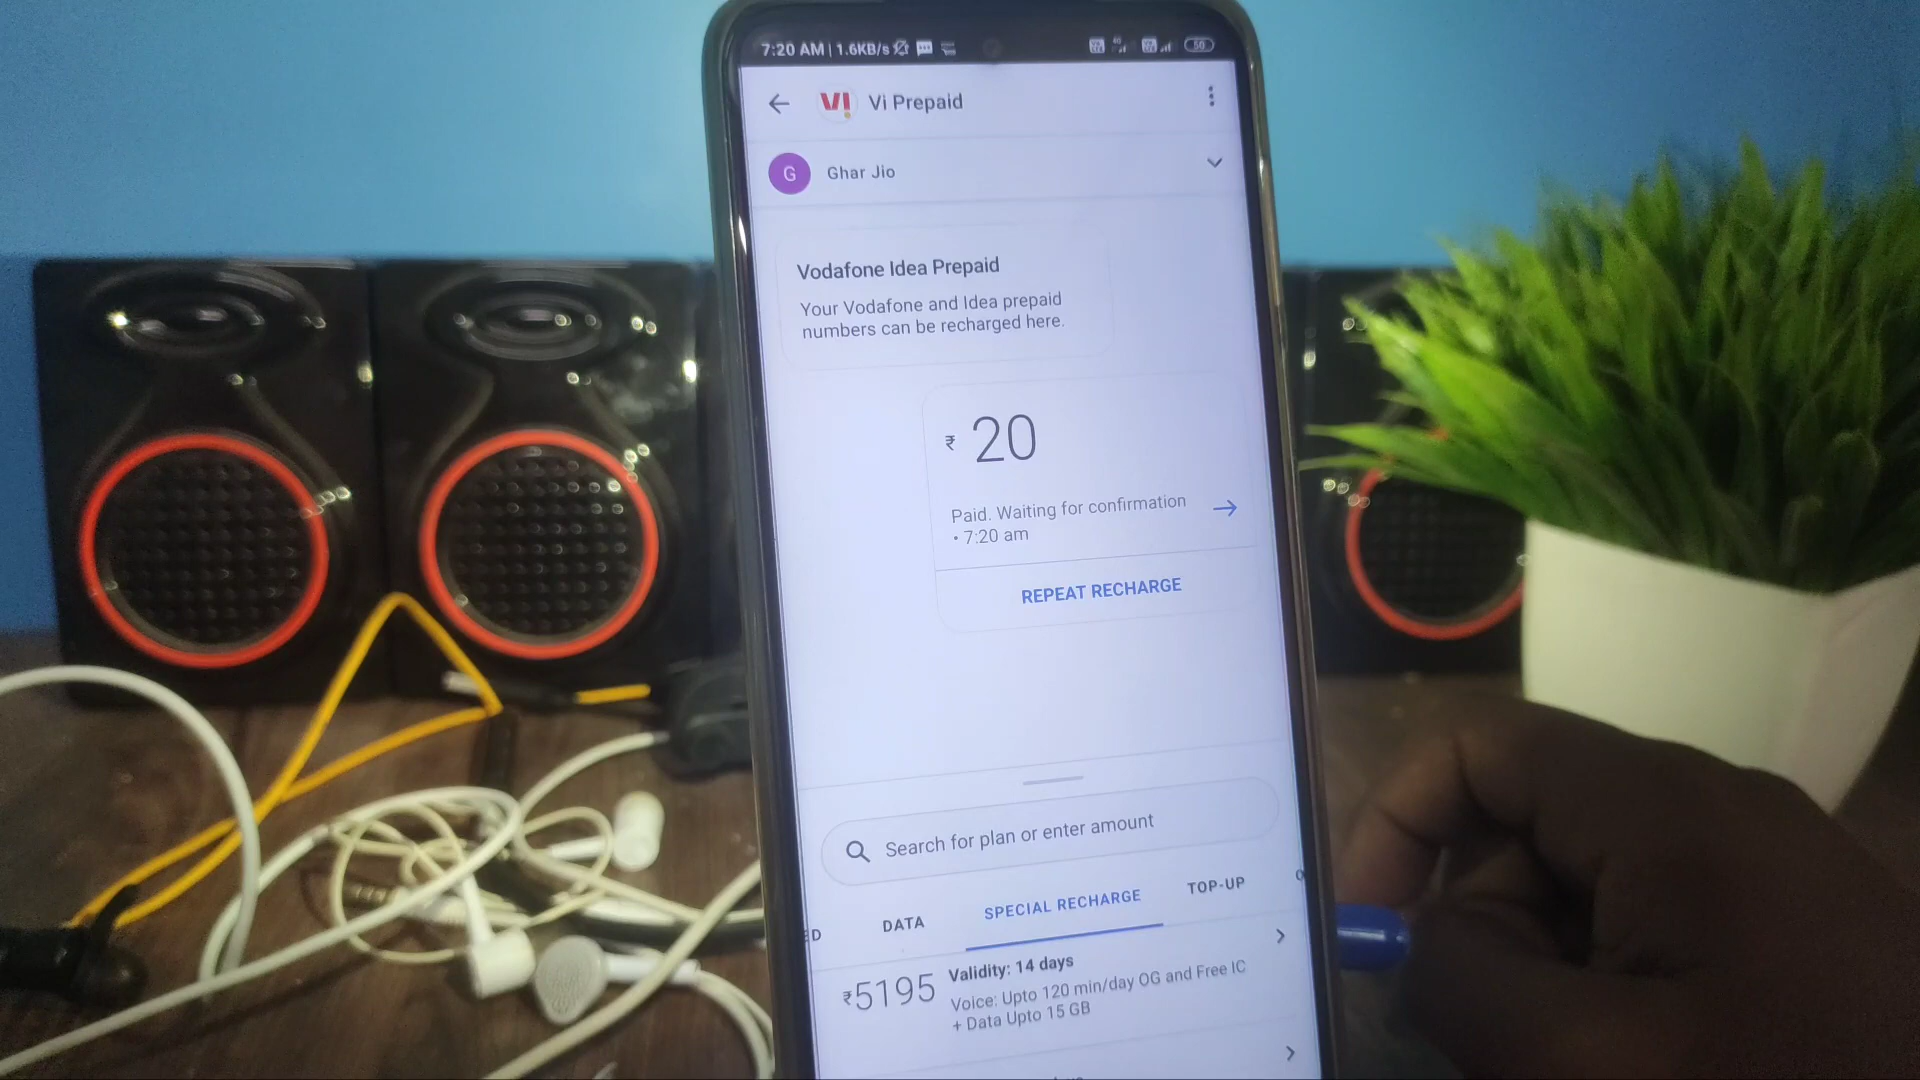 7:20 AM | 1.6KB/s
50
VI Vi Prepaid
G Ghar Jio
Vodafone Idea Prepaid
Your Vodafone and Idea prepaid
numbers can be recharged here.
₹ 20
Paid. Waiting for confirmation
• 7:20 am
REPEAT RECHARGE
Search for plan or enter amount
D DATA SPECIAL RECHARGE TOP-UP
₹5195 Validity: 14 days
Voice: Upto 120 min/day OG and Free IC
+ Data Upto 15 GB